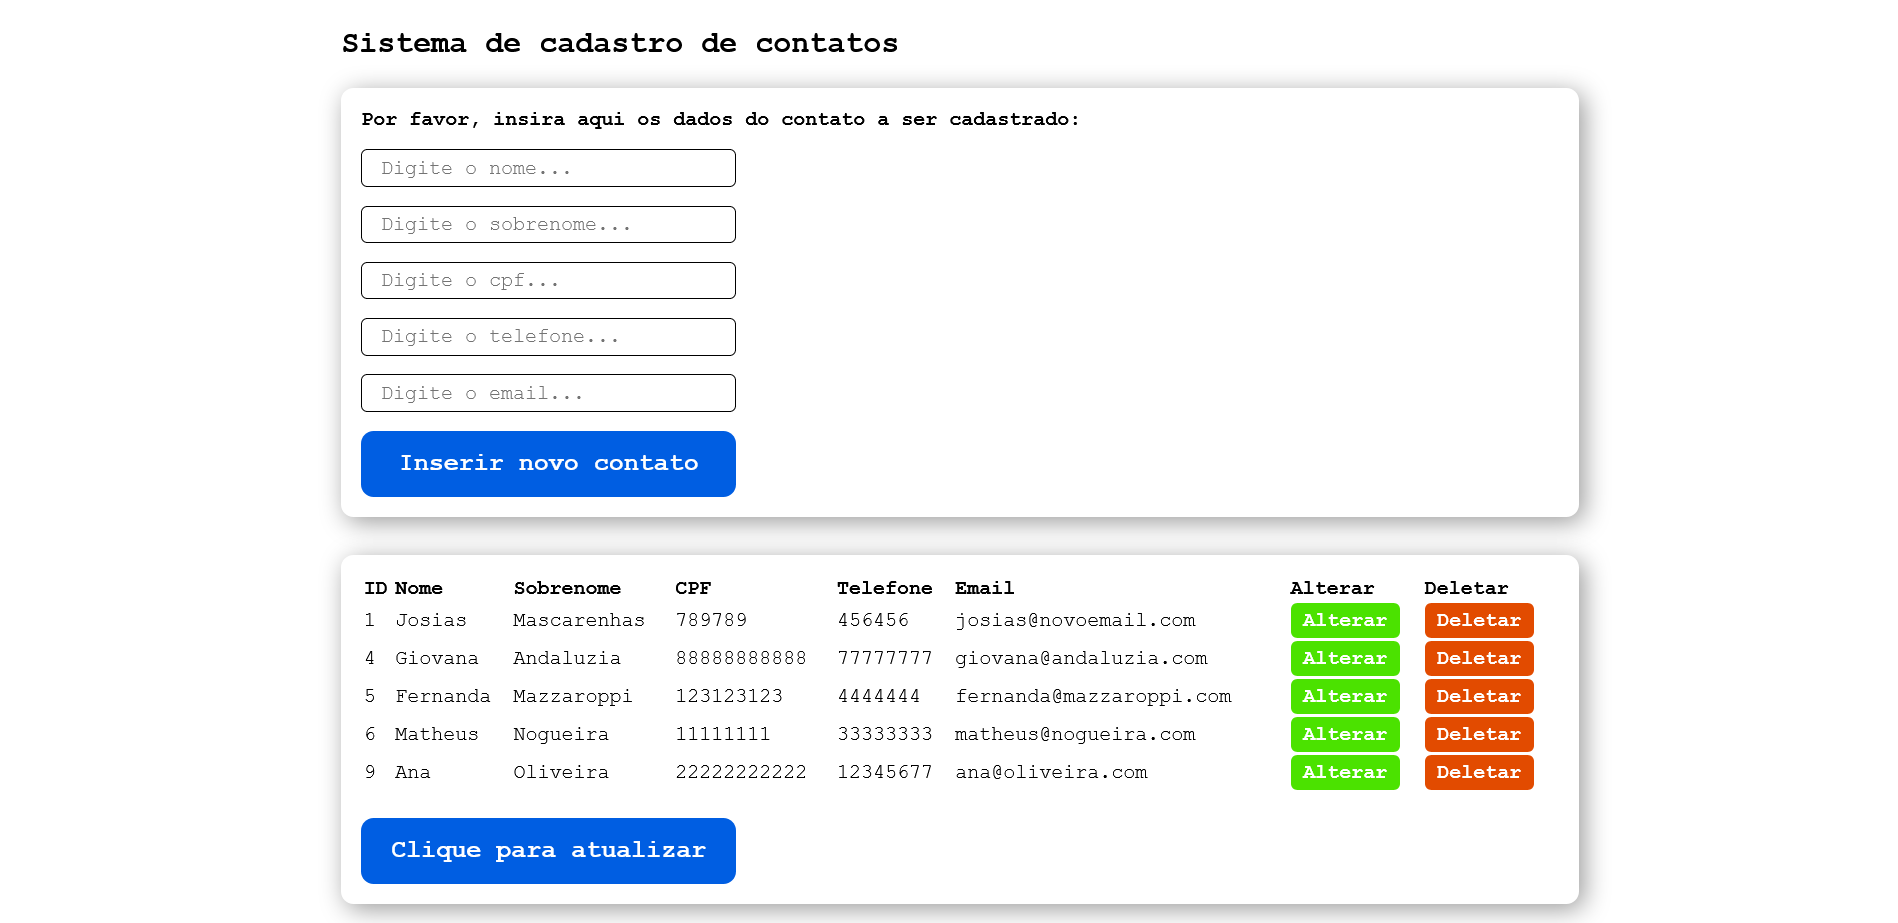 Sistema de cadastro de contatos
Por favor, insira aqui os dados do contato a ser cadastrado:
Digite o nome...
Digite o sobrenome...
Digite o cpf...
Digite o telefone...
Digite o email...
Inserir novo contato
ID Nome Sobrenome CPF Telefone Email Alterar Deletar
1 Josias Mascarenhas 789789 456456 josias@novoemail.com Alterar Deletar
4 Giovana Andaluzia 88888888888 77777777 giovana@andaluzia.com Alterar Deletar
5 Fernanda Mazzaroppi 123123123 4444444 fernanda@mazzaroppi.com Alterar Deletar
6 Matheus Nogueira 11111111 33333333 matheus@nogueira.com Alterar Deletar
9 Ana Oliveira 22222222222 12345677 ana@oliveira.com Alterar Deletar
Clique para atualizar